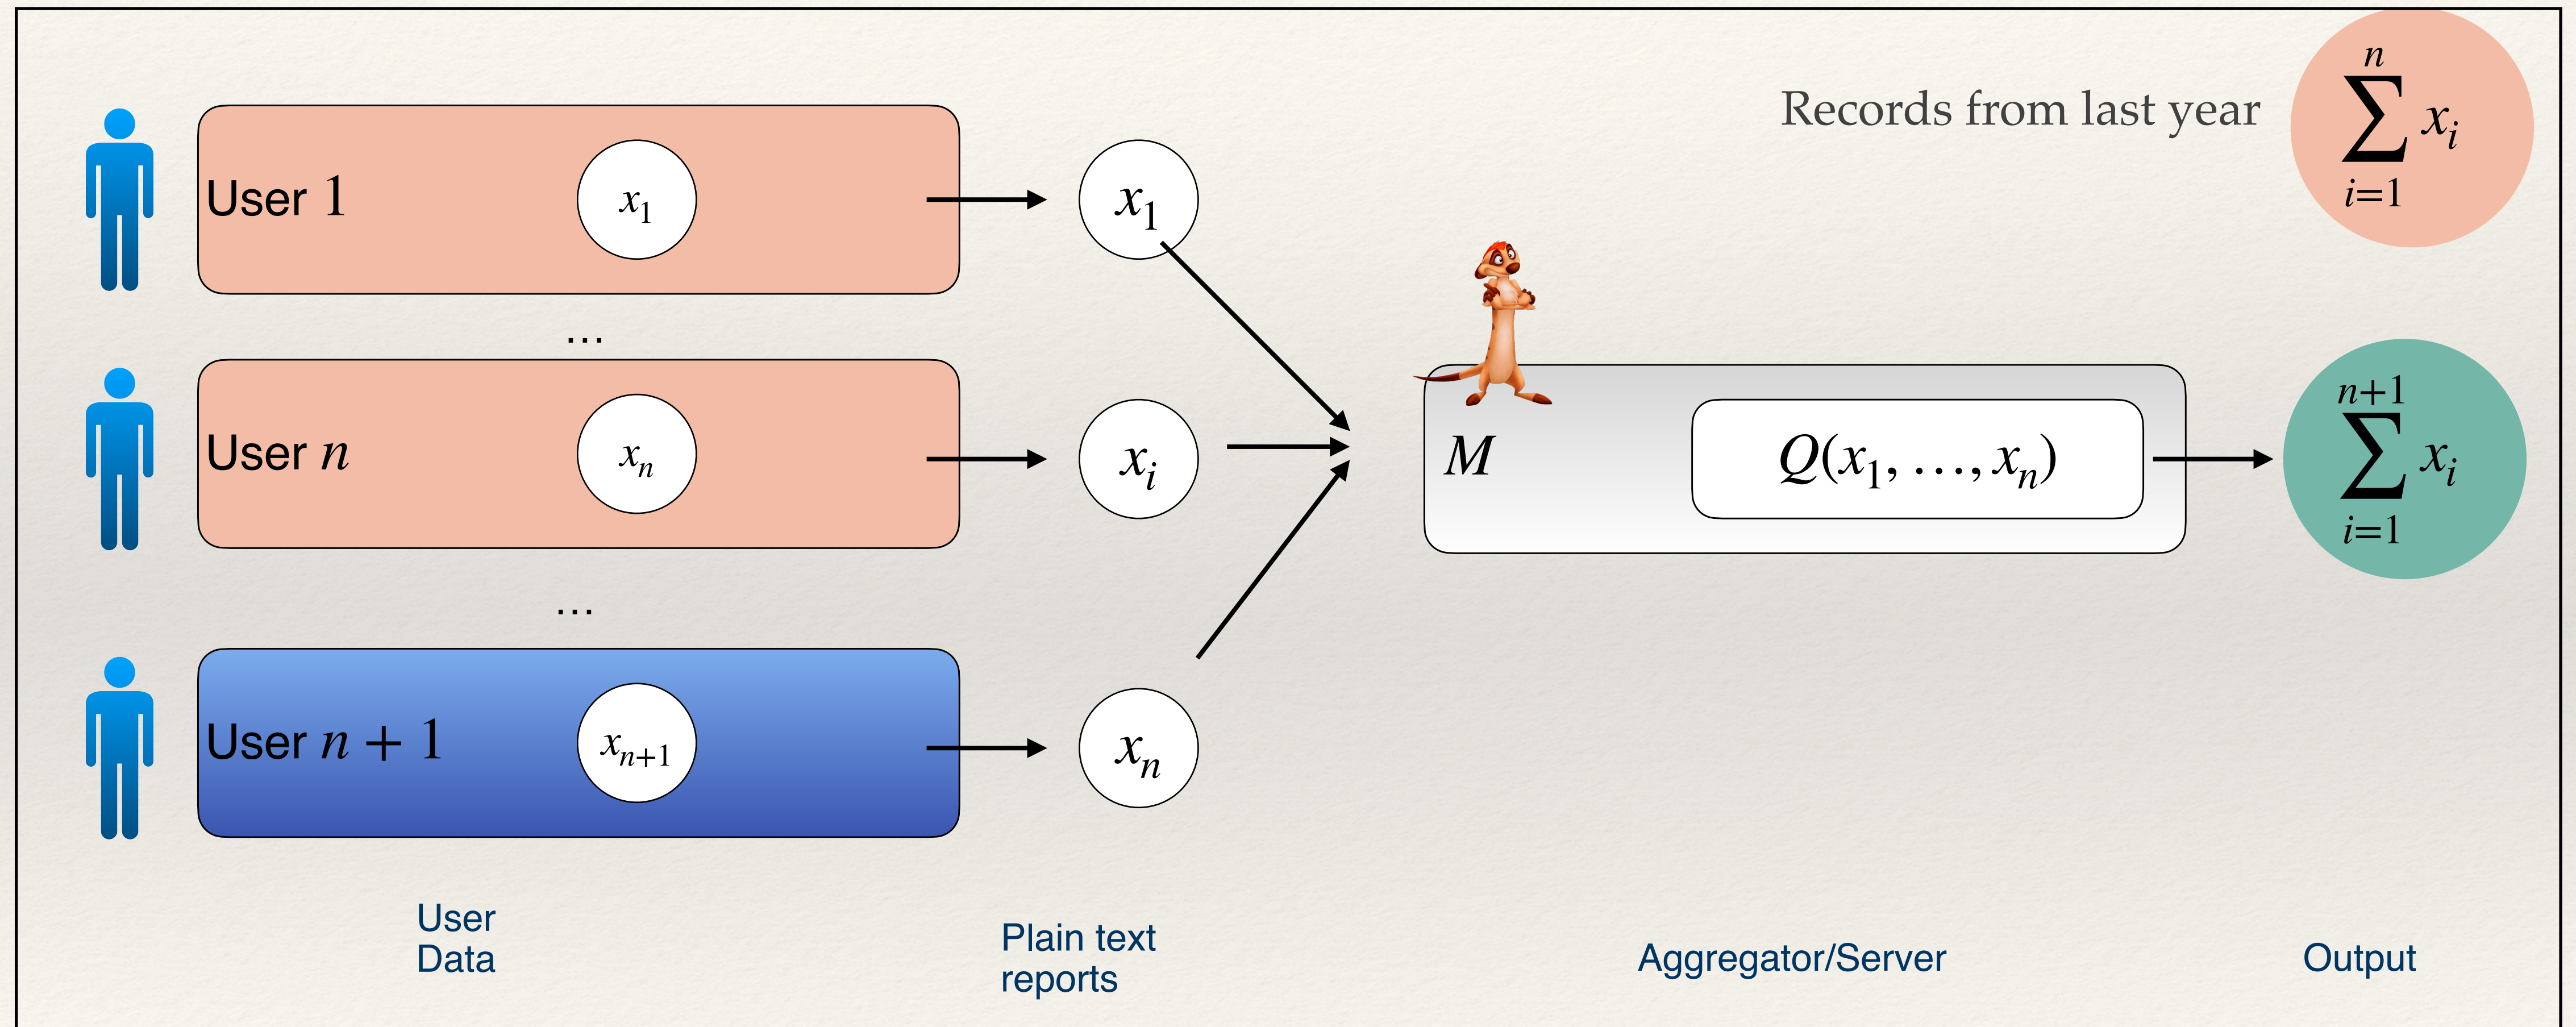 Records from last year
n
∑ xᵢ
i=1
User 1
x₁
x₁
...
User n
xₙ
xᵢ
M
Q(x₁, …, xₙ)
n+1
∑ xᵢ
i=1
...
User n + 1
xₙ₊₁
xₙ
User
Data
Plain text
reports
Aggregator/Server
Output